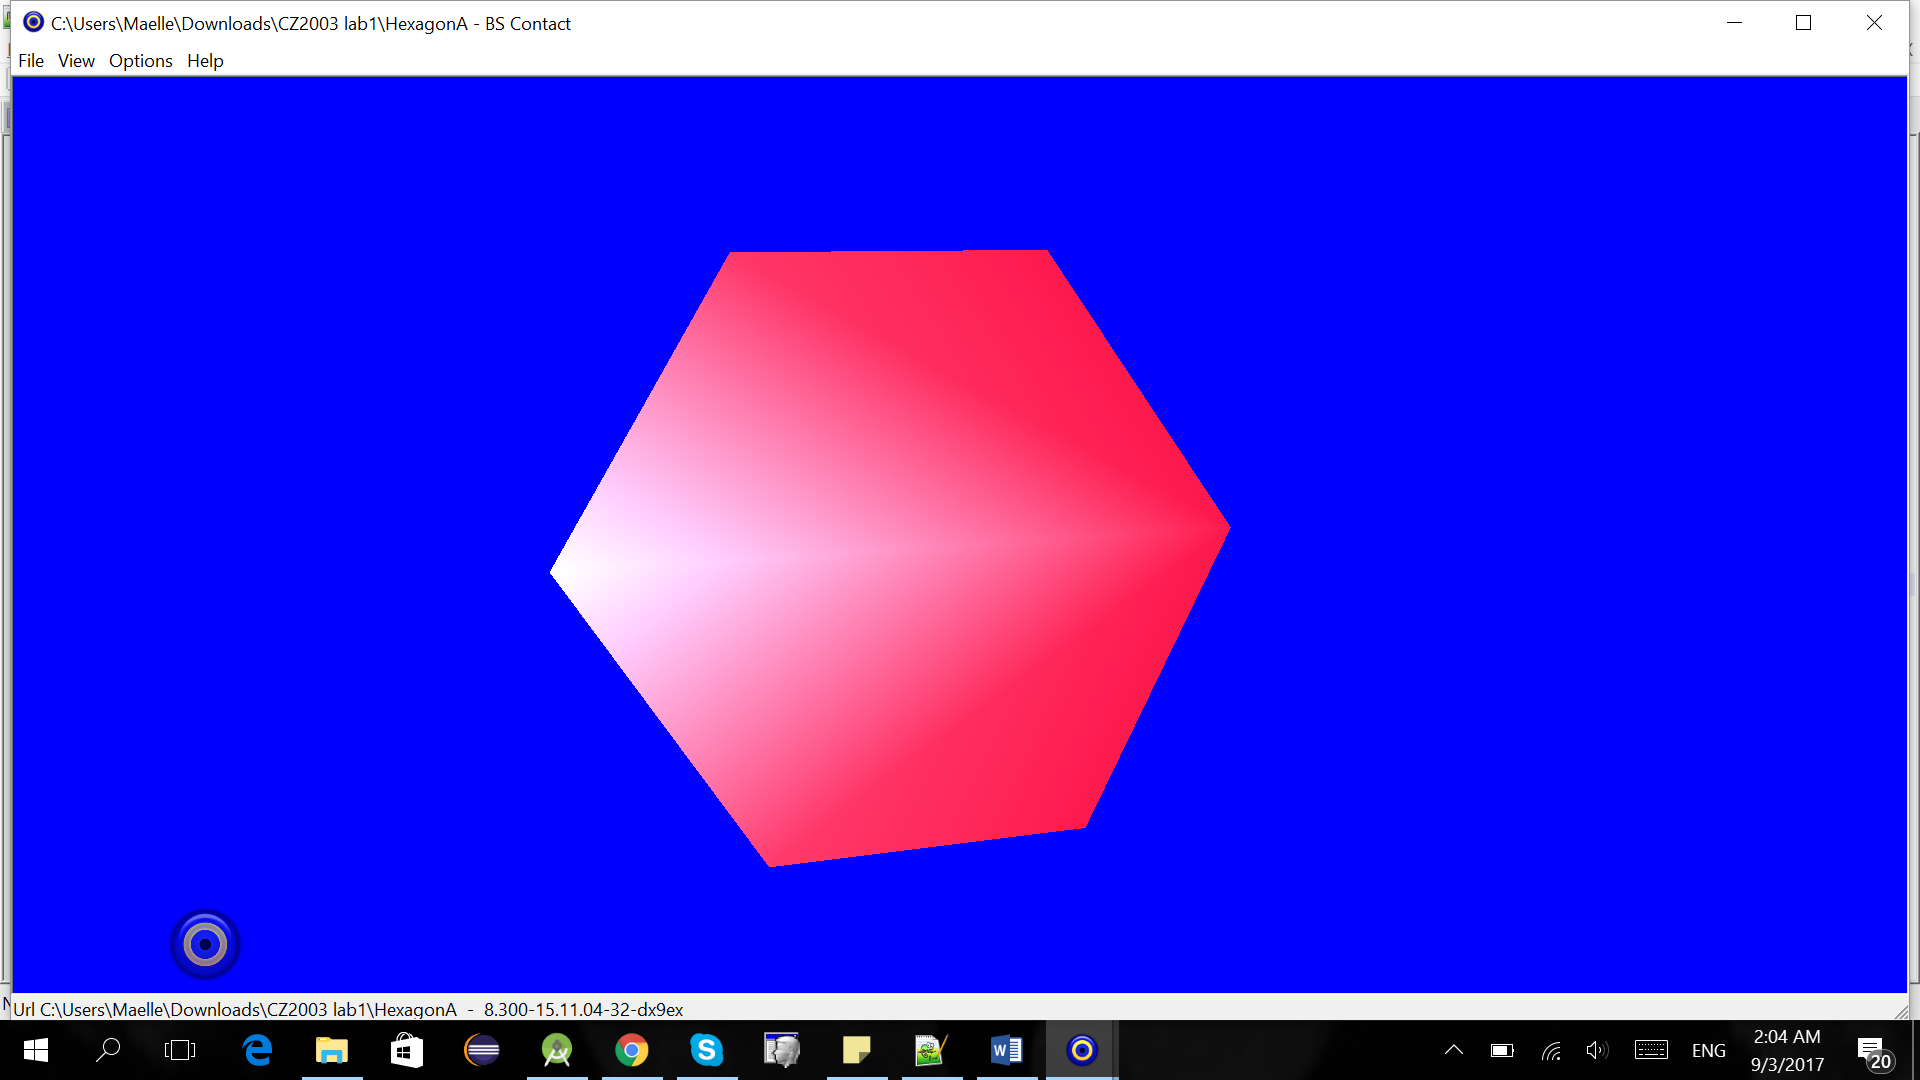 C:\Users\Maelle\Downloads\CZ2003 lab1\HexagonA - BS Contact
File View Options Help
Url C:\Users\Maelle\Downloads\CZ2003 lab1\HexagonA - 8.300-15.11.04-32-dx9ex
ENG
2:04 AM
9/3/2017
20